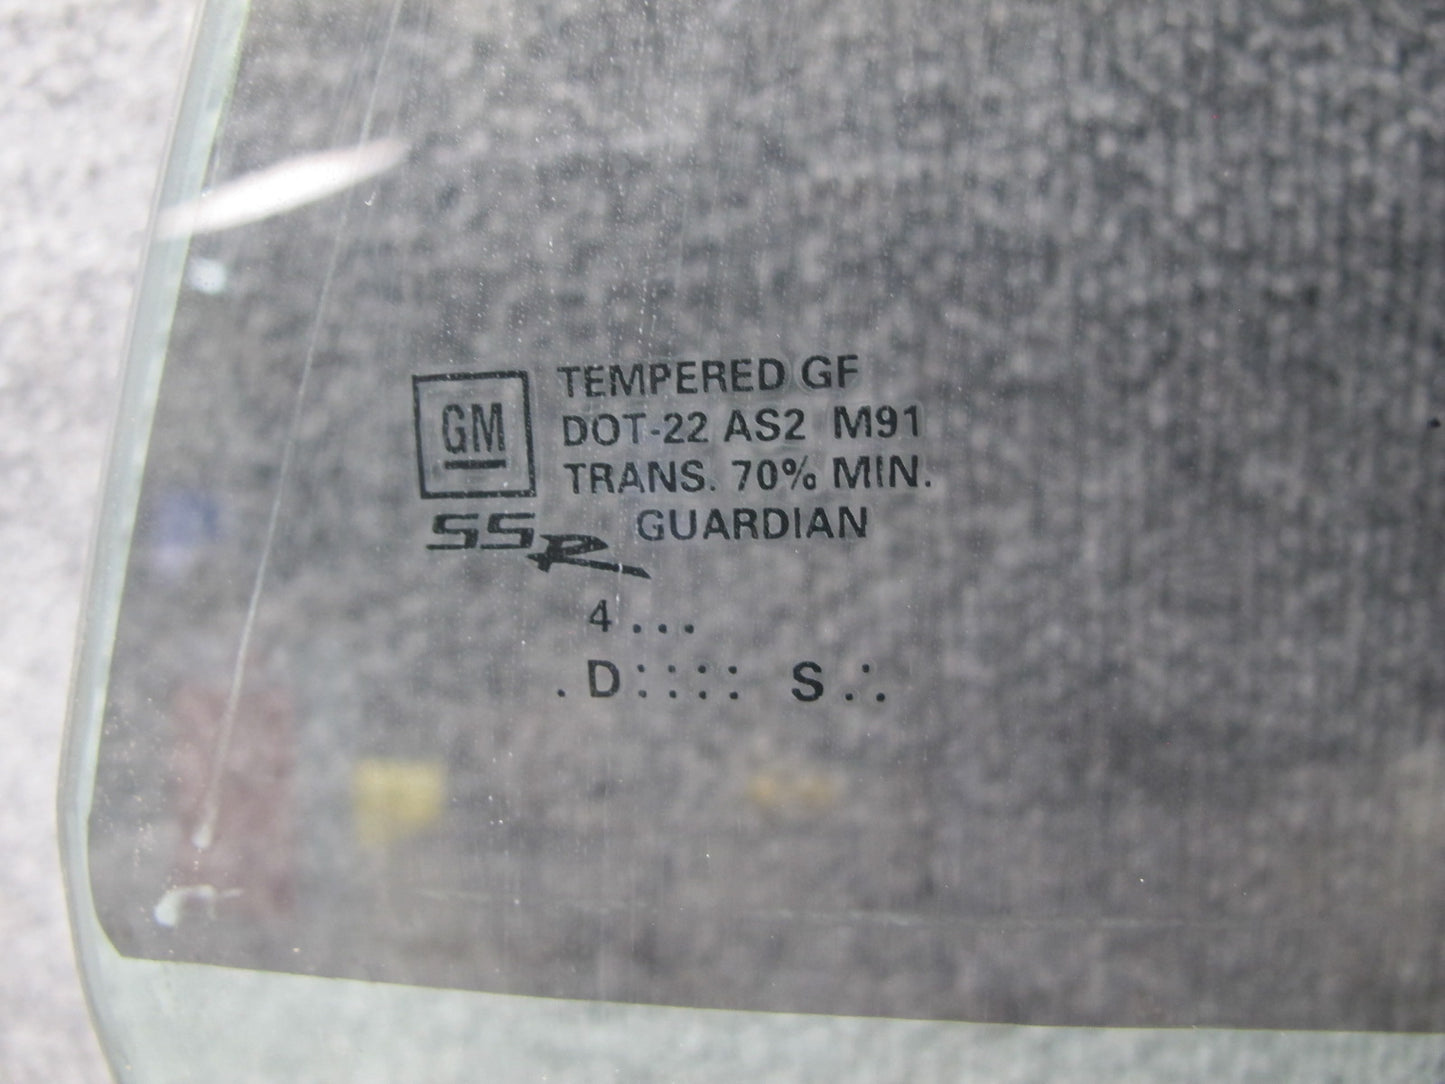 GM
TEMPERED GF
DOT-22 AS2 M91
TRANS. 70% MIN.
SSR GUARDIAN
4 . . .
. D : : : : S . ∴